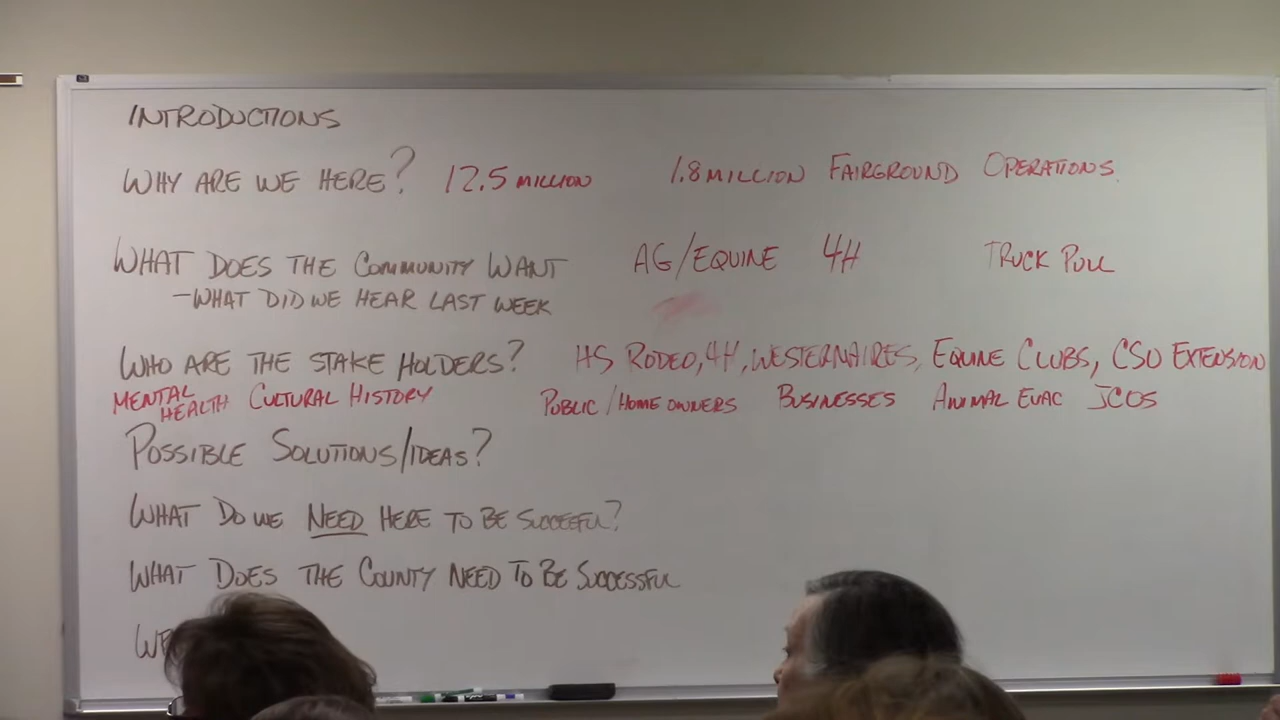 INTRODUCTIONS
WHY ARE WE HERE? 12.5 MILLION 1.8 MILLION FAIRGROUND OPERATIONS
WHAT DOES THE COMMUNITY WANT AG/EQUINE 4H TRUCK PULL
-WHAT DID WE HEAR LAST WEEK
WHO ARE THE STAKE HOLDERS? HS RODEO, 4H, WESTERNAIRES, EQUINE CLUBS, CSU EXTENSION
MENTAL HEALTH CULTURAL HISTORY PUBLIC/HOME OWNERS BUSINESSES ANIMAL EVAC JCOS
POSSIBLE SOLUTIONS/IDEAS?
WHAT DO WE NEED HERE TO BE SUCCEFUL?
WHAT DOES THE COUNTY NEED TO BE SUCCESSFUL